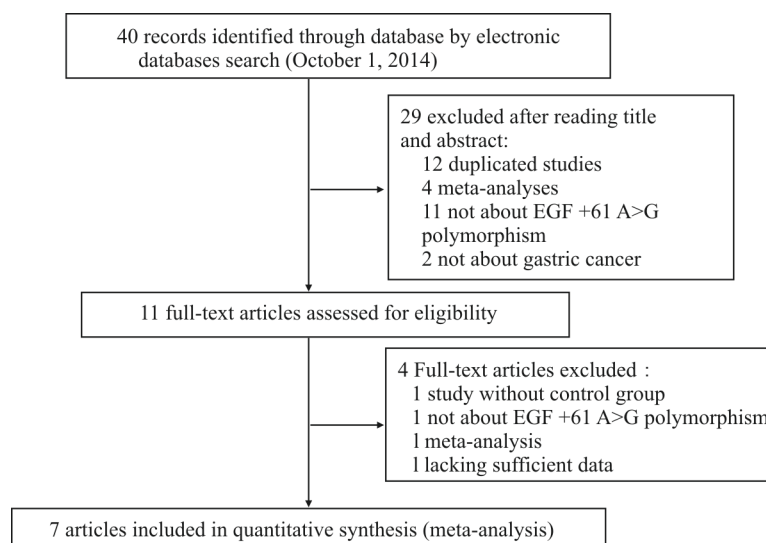 40 records identified through database by electronic
databases search (October 1, 2014)
29 excluded after reading title
and abstract:
12 duplicated studies
4 meta-analyses
11 not about EGF +61 A>G
polymorphism
2 not about gastric cancer
11 full-text articles assessed for eligibility
4 Full-text articles excluded :
1 study without control group
1 not about EGF +61 A>G polymorphism
l meta-analysis
l lacking sufficient data
7 articles included in quantitative synthesis (meta-analysis)